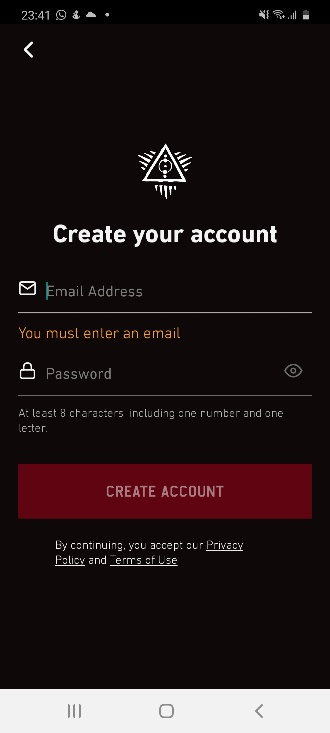 23:41
Create your account
Email Address
You must enter an email
Password
At least 8 characters including one number and one
letter.
CREATE ACCOUNT
By continuing, you accept our Privacy
Policy and Terms of Use